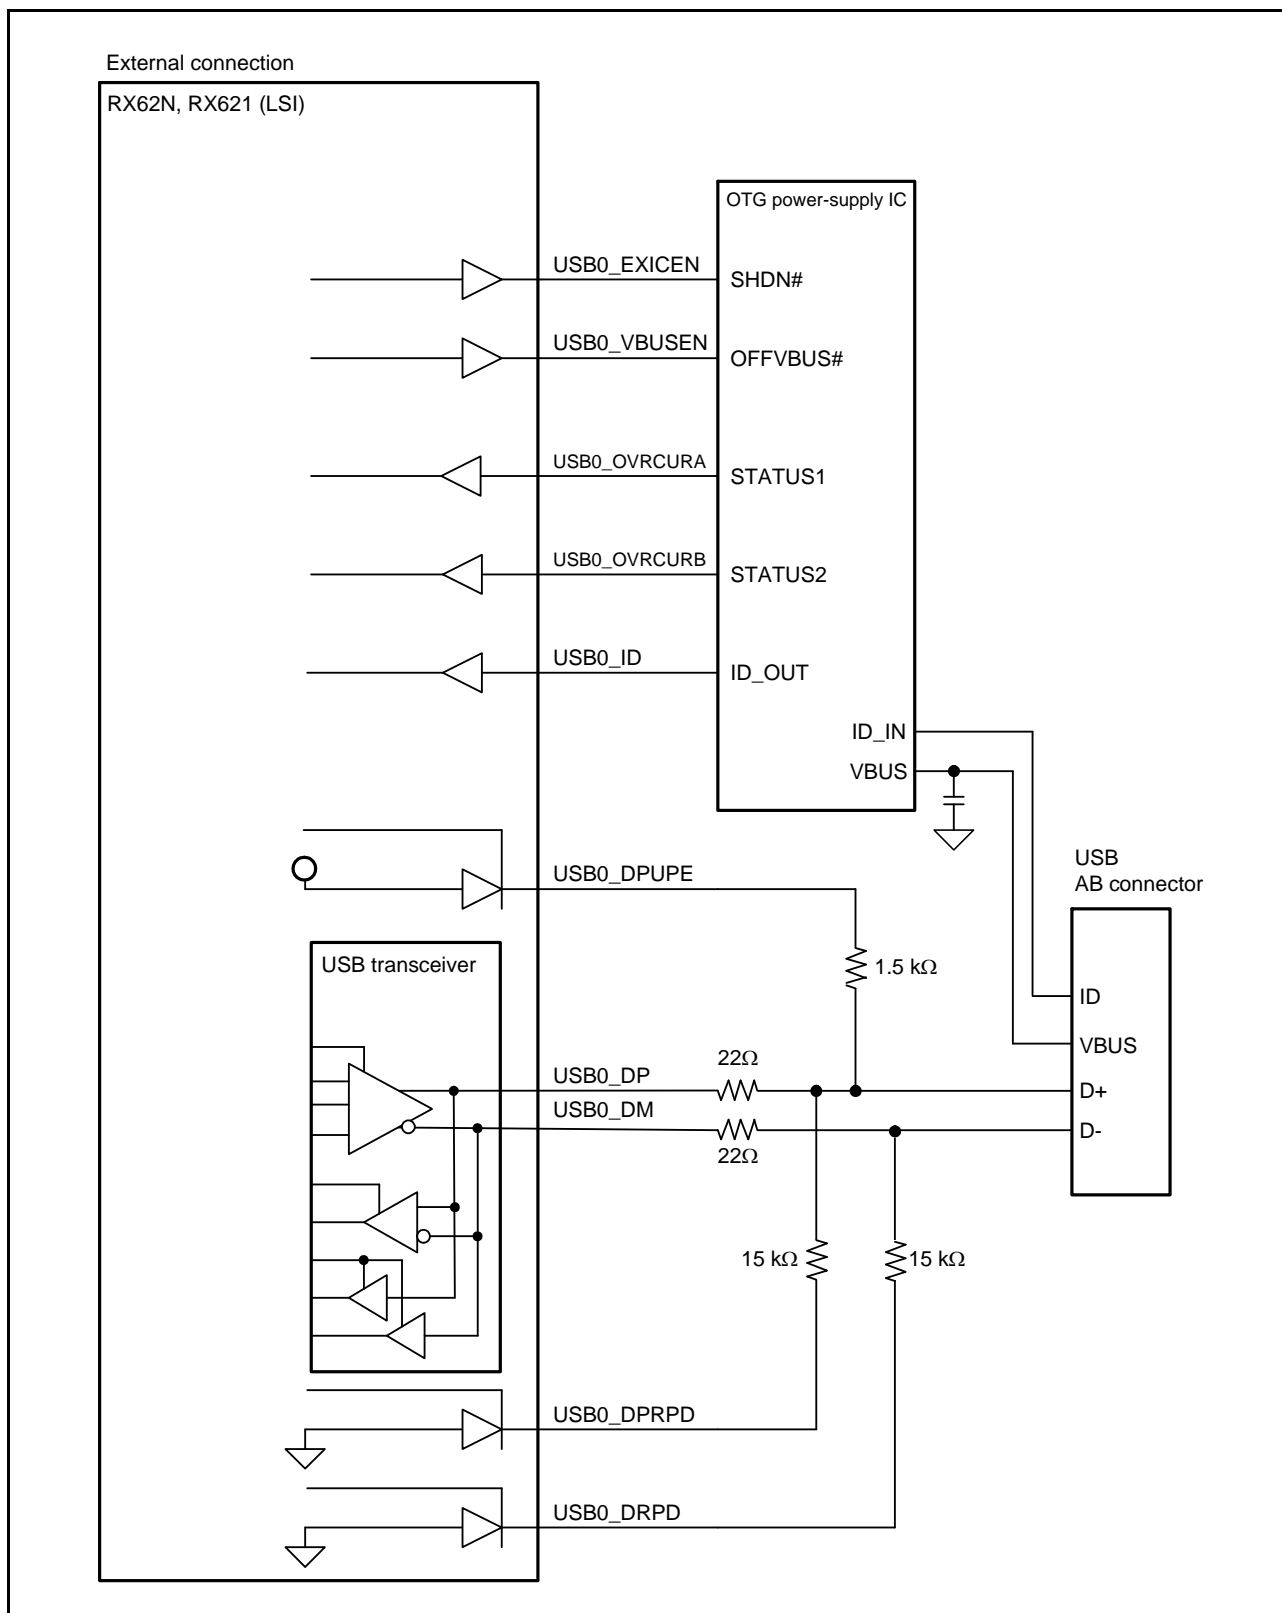 External connection
RX62N, RX621 (LSI)
OTG power-supply IC
USB0_EXICEN
SHDN#
USB0_VBUSEN
OFFVBUS#
USB0_OVRCURA
STATUS1
USB0_OVRCURB
STATUS2
USB0_ID
ID_OUT
ID_IN
VBUS
USB
AB connector
USB0_DPUPE
1.5 kΩ
USB transceiver
ID
VBUS
USB0_DP
22Ω
D+
USB0_DM
22Ω
D-
15 kΩ
15 kΩ
USB0_DPRPD
USB0_DRPD